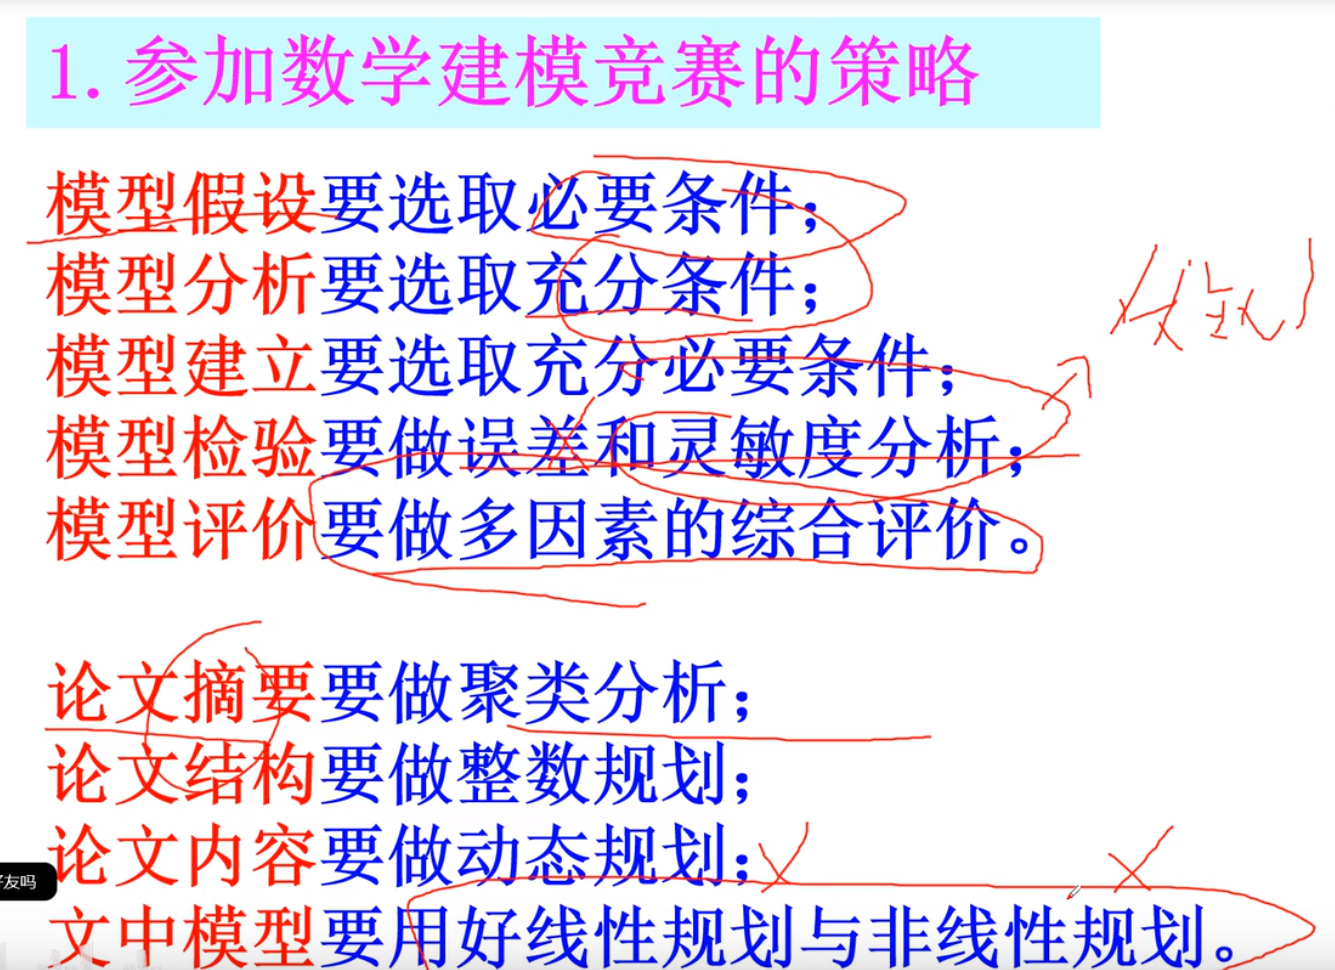 1. 参加数学建模竞赛的策略
模型假设要选取必要条件；
模型分析要选取充分条件；
模型建立要选取充分必要条件；
模型检验要做误差和灵敏度分析；
模型评价要做多因素的综合评价。
论文摘要要做聚类分析；
论文结构要做整数规划；
论文内容要做动态规划；
友吗
文中模型要用好线性规划与非线性规划。